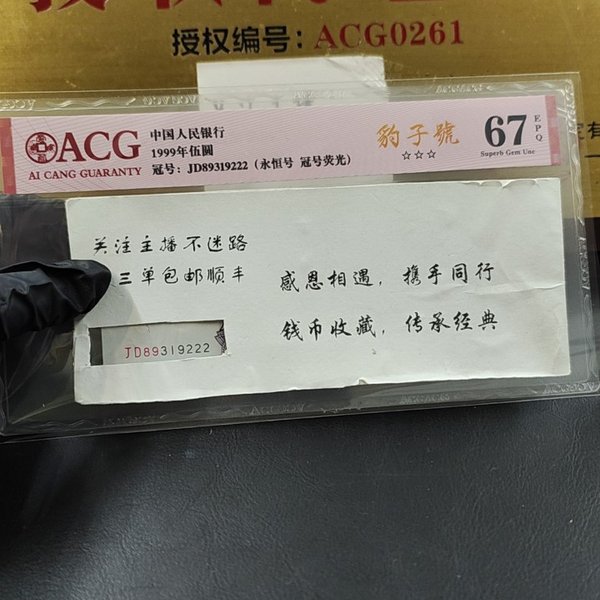 授权编号：ACG0261
ACG
AI CANG GUARANTY
中国人民银行
1999年伍圆
冠号：JD89319222（永恒号 冠号荧光）
豹子號
☆☆☆
67
EPQ
Superb Gem Unc
关注主播不迷路
三单包邮顺丰
感恩相遇，携手同行
钱币收藏，传承经典
JD89319222